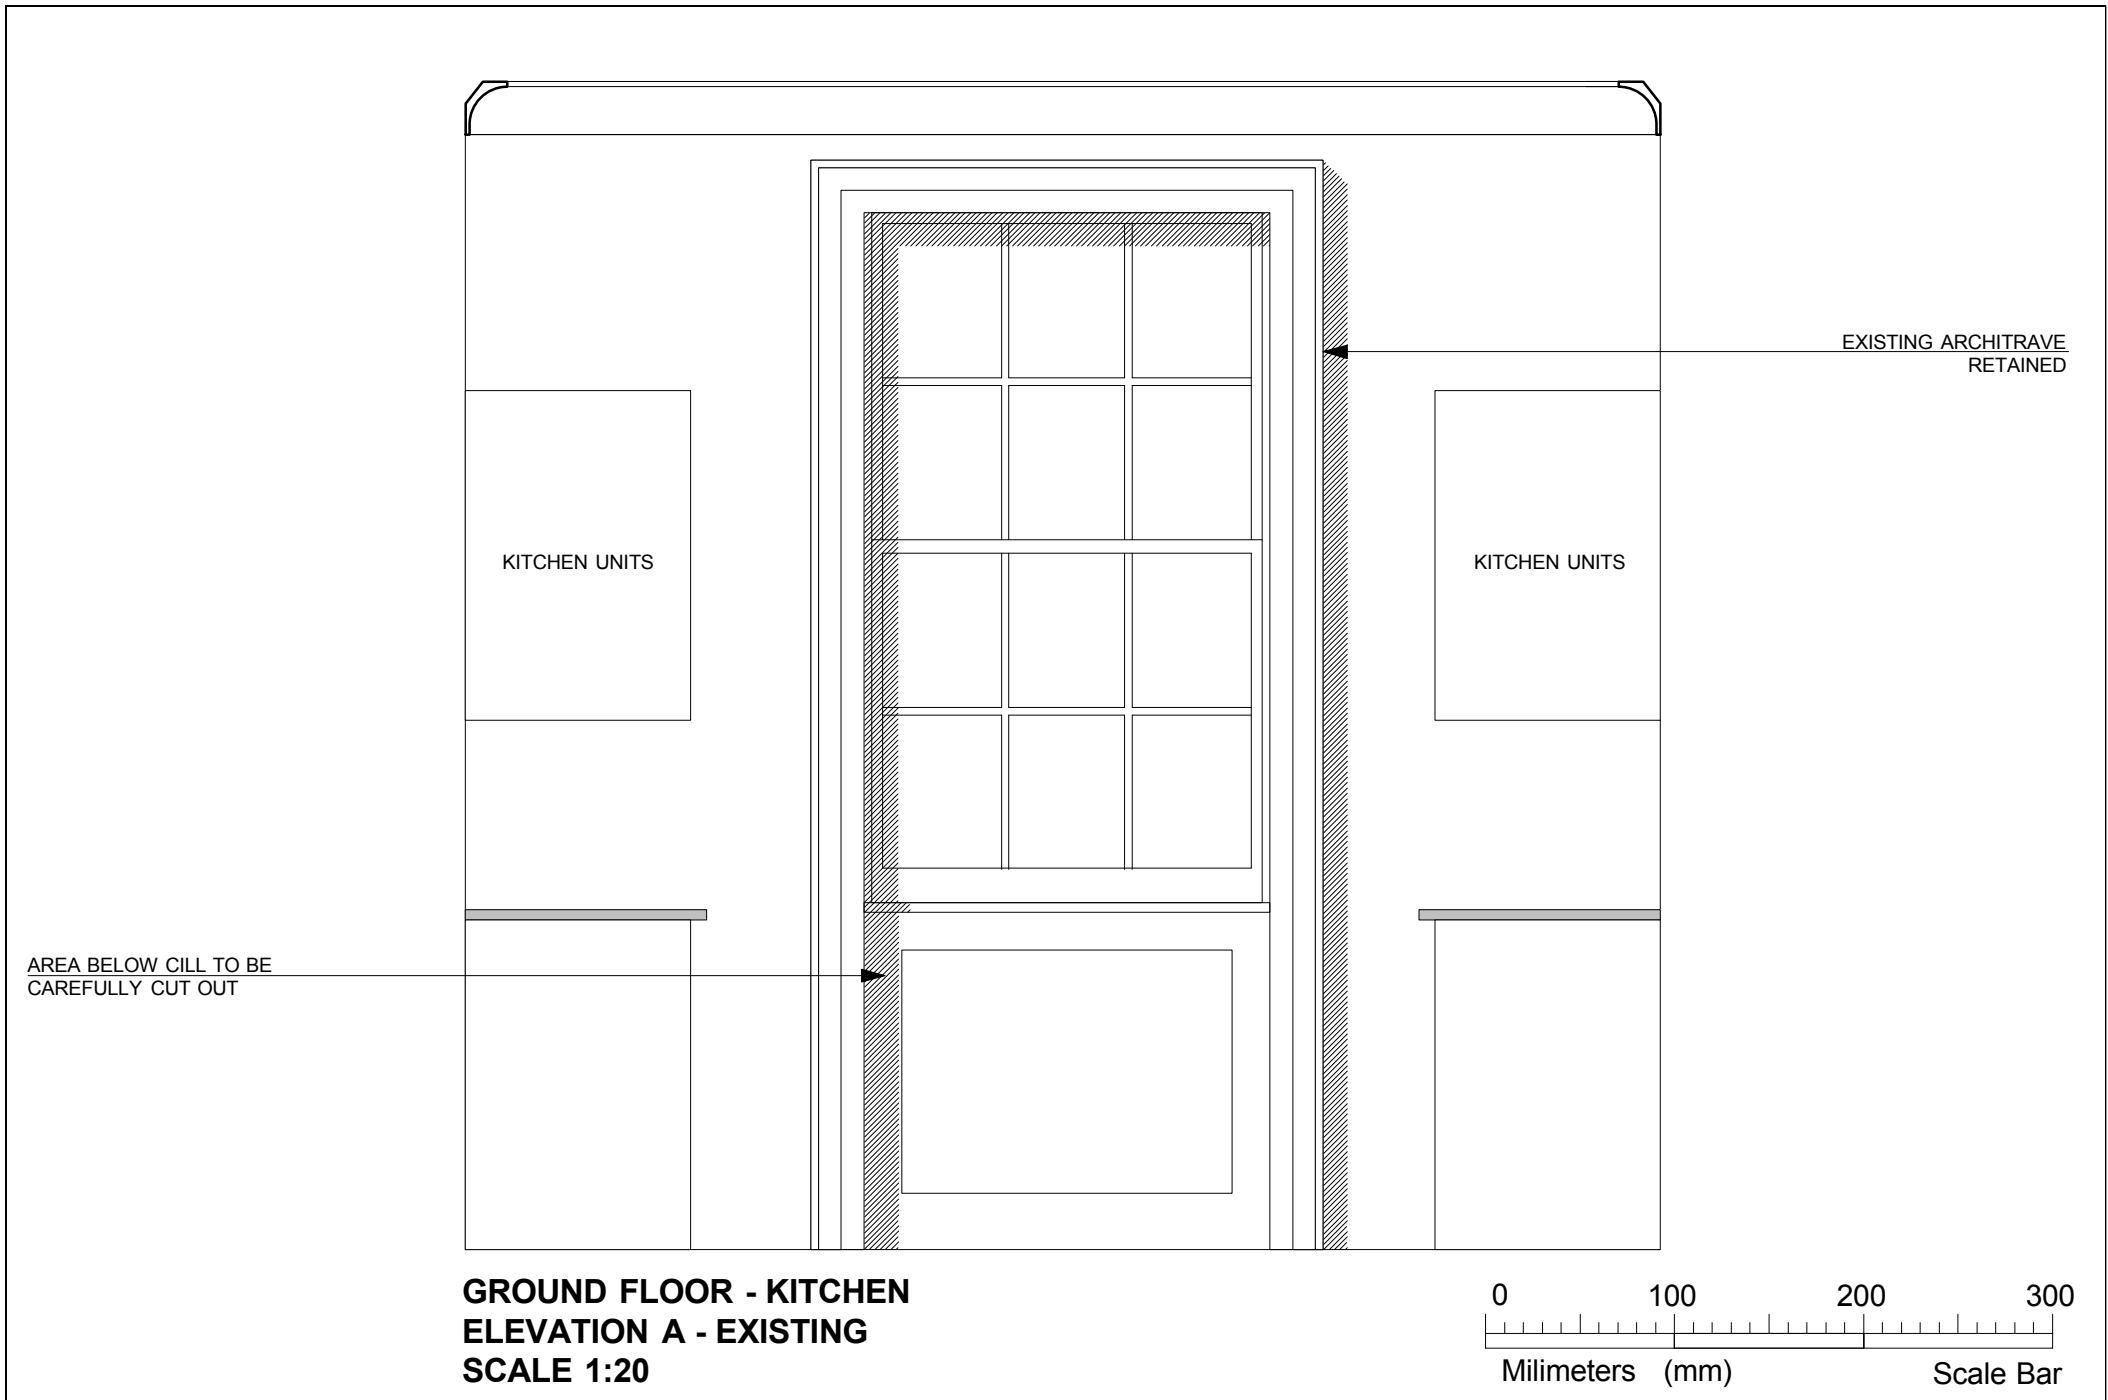 EXISTING ARCHITRAVE
RETAINED
KITCHEN UNITS
KITCHEN UNITS
AREA BELOW CILL TO BE
CAREFULLY CUT OUT
GROUND FLOOR - KITCHEN
ELEVATION A - EXISTING
SCALE 1:20
0 100 200 300
Milimeters (mm) Scale Bar